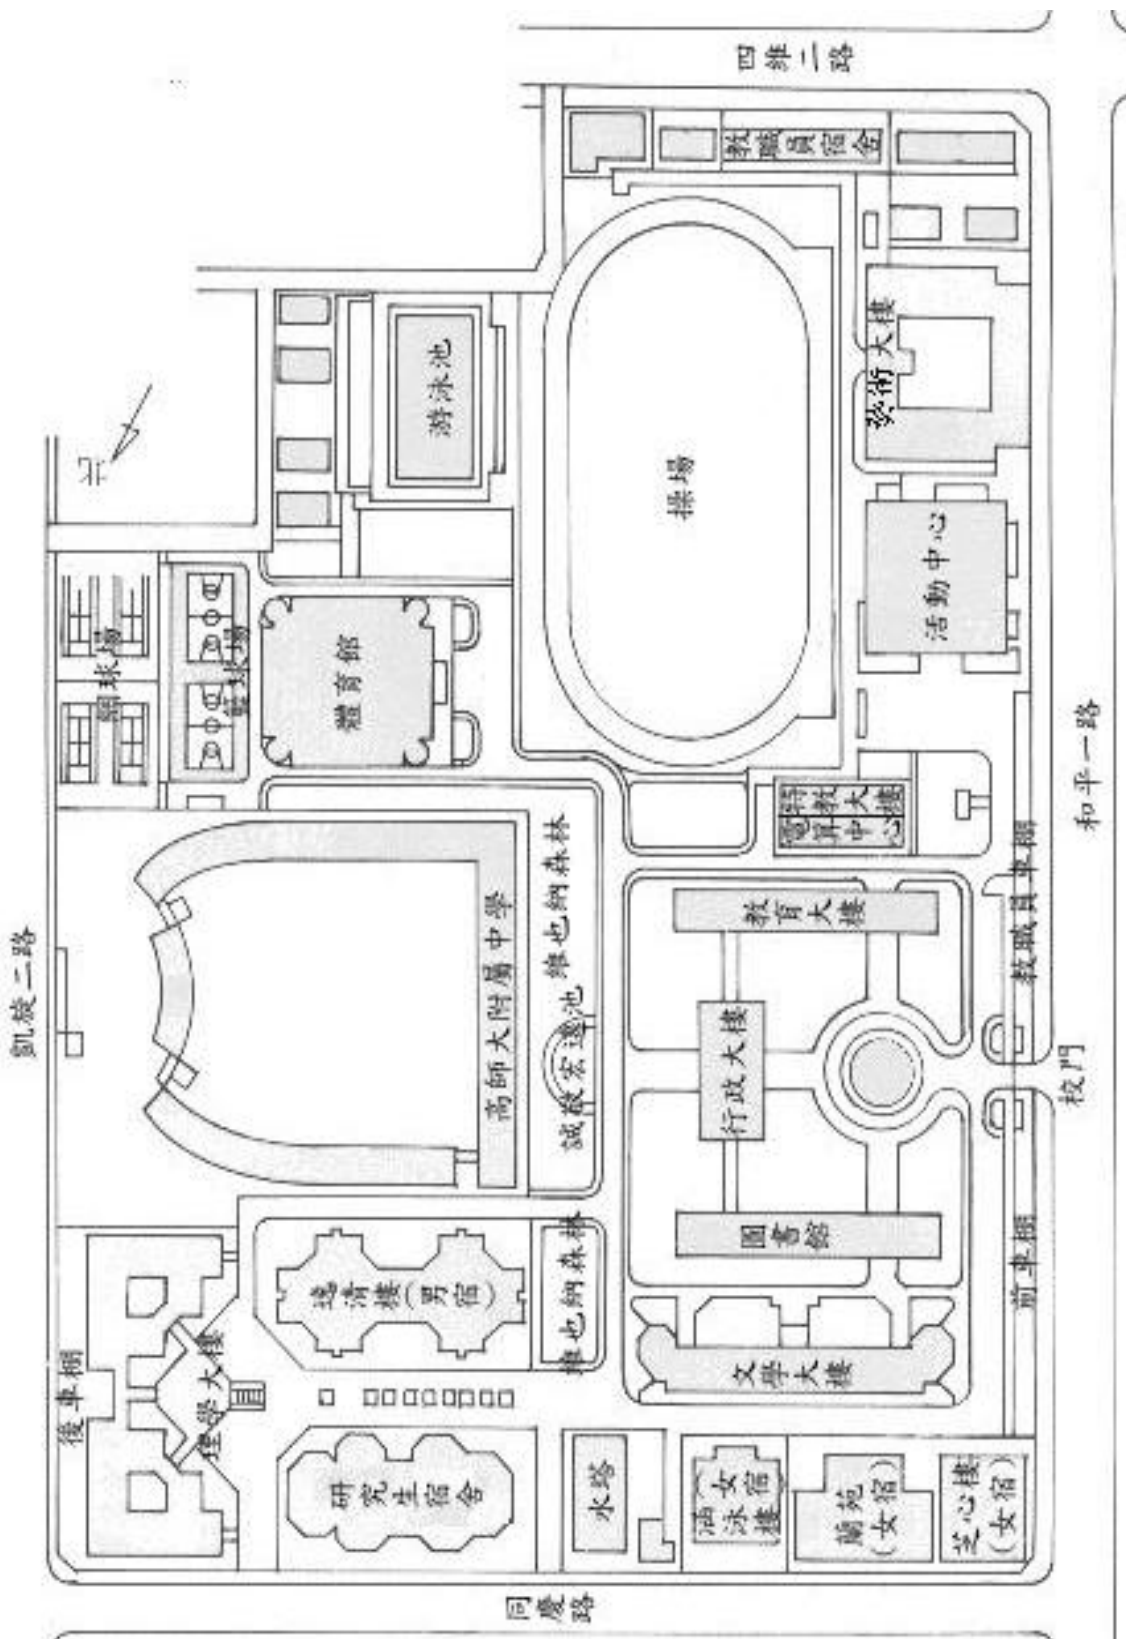 四維二路
教職員宿舍
藝術大樓
游泳池
操場
活動中心
網球場
籃球場
體育館
和平一路
特教大樓
電算中心
教職員車棚
凱旋二路
高師大附屬中學
維也納森林
誠敬宏遠池
教育大樓
行政大樓
校門
圖書館
前車棚
逸清樓(男宿)
維也納森林
文學大樓
後車棚
理學大樓
研究生宿舍
水塔
涵泳樓
(女宿
蘭苑
(女宿)
芝心樓
(女宿)
同慶路
北